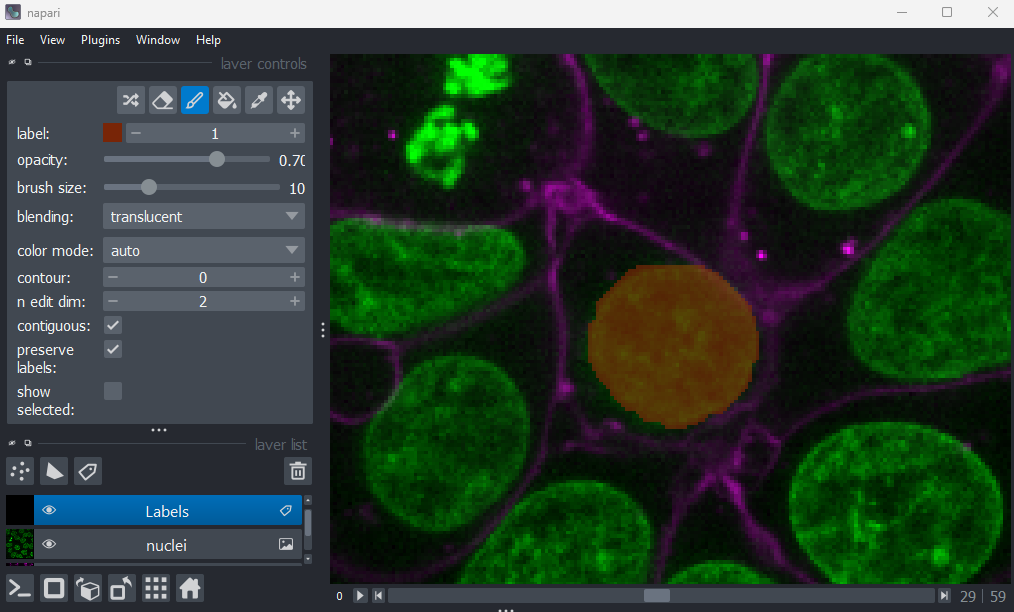 napari
File View Plugins Window Help
layer controls
label: 1
opacity: 0.70
brush size: 10
blending: translucent
color mode: auto
contour: 0
n edit dim: 2
contiguous:
preserve
labels:
show
selected:
layer list
Labels
nuclei
0 29 | 59